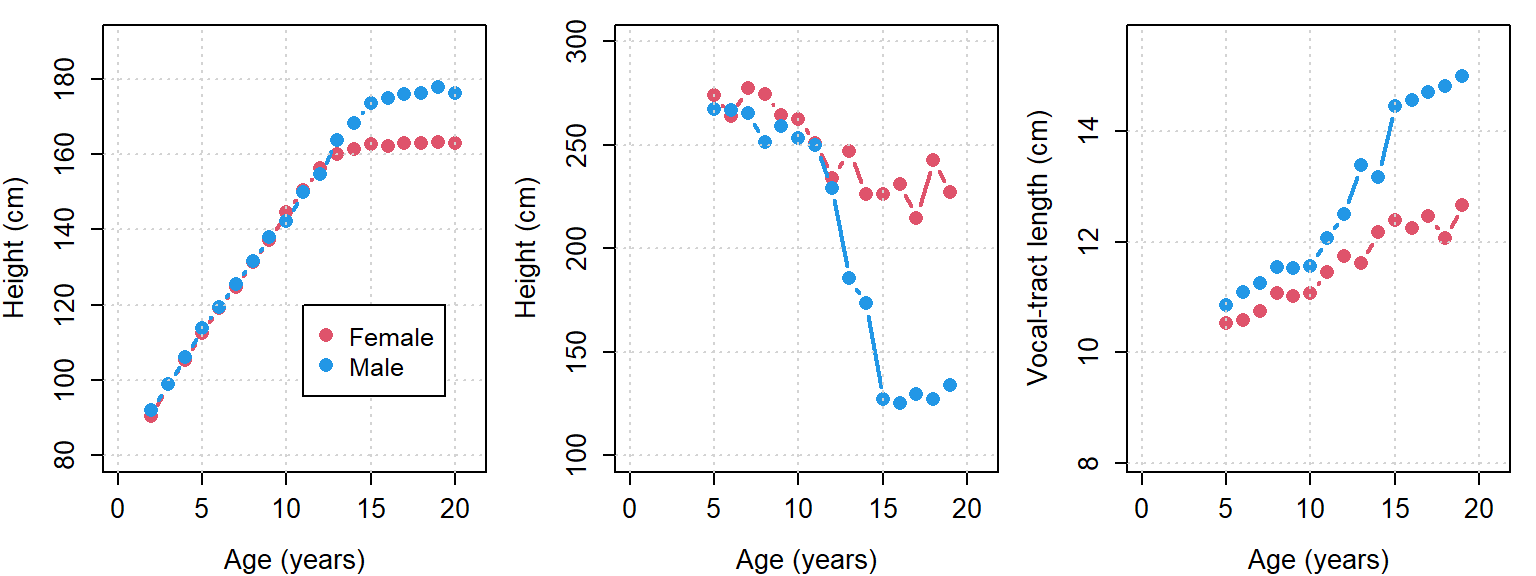 Height (cm)
180
160
140
120
100
80
Female
Male
0 5 10 15 20
Age (years)
Height (cm)
300
250
200
150
100
0 5 10 15 20
Age (years)
Vocal-tract length (cm)
14
12
10
8
0 5 10 15 20
Age (years)